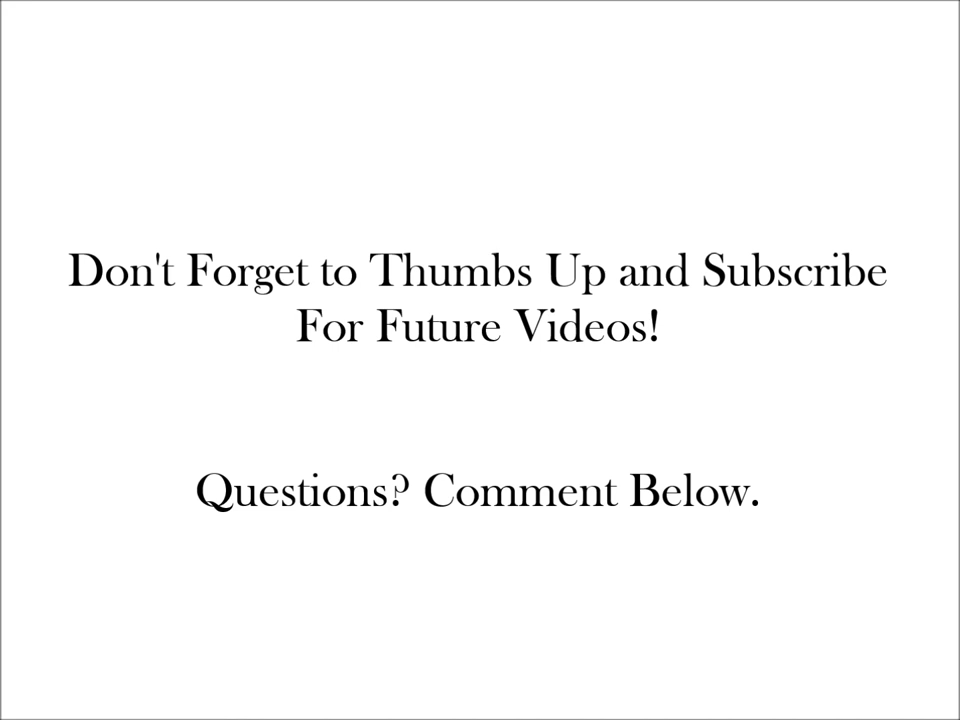 Don't Forget to Thumbs Up and Subscribe
For Future Videos!
Questions? Comment Below.